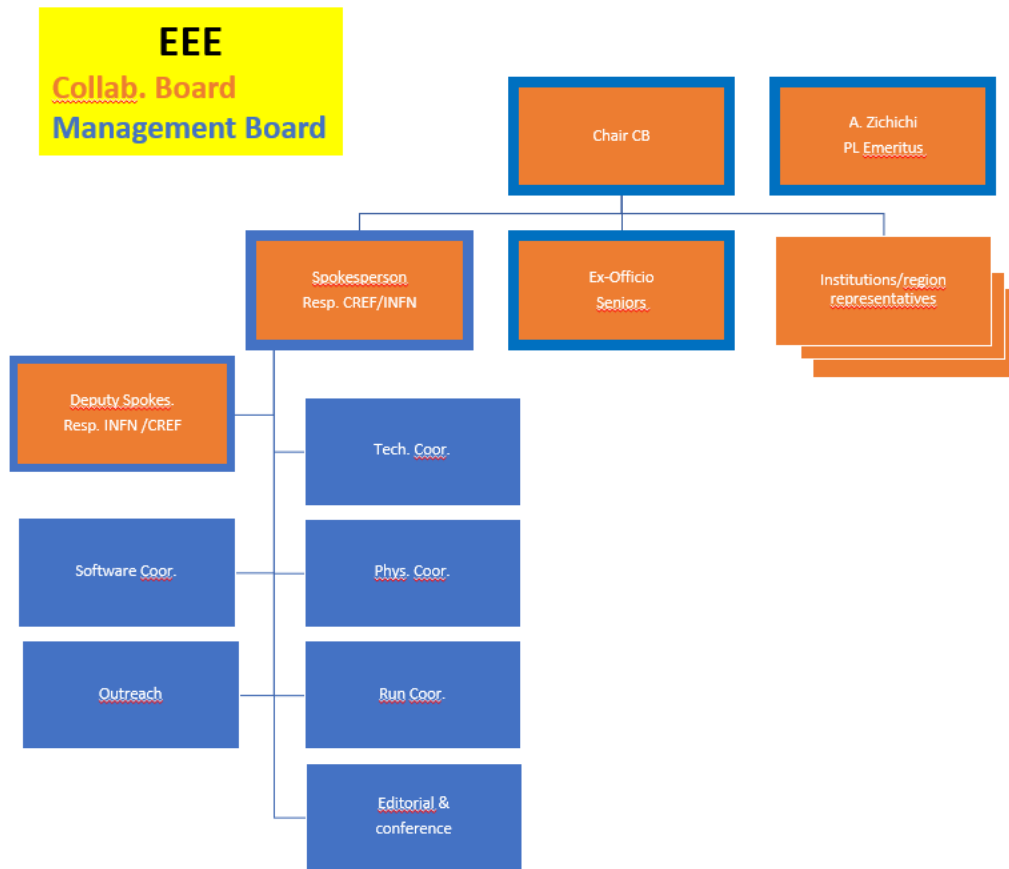 EEE
Collab. Board
Management Board
Chair CB
A. Zichichi
PL Emeritus
Spokesperson
Resp. CREF/INFN
Ex-Officio
Seniors
Institutions/region
representatives
Deputy Spokes.
Resp. INFN /CREF
Tech. Coor.
Software Coor.
Phys. Coor.
Outreach
Run Coor.
Editorial &
conference